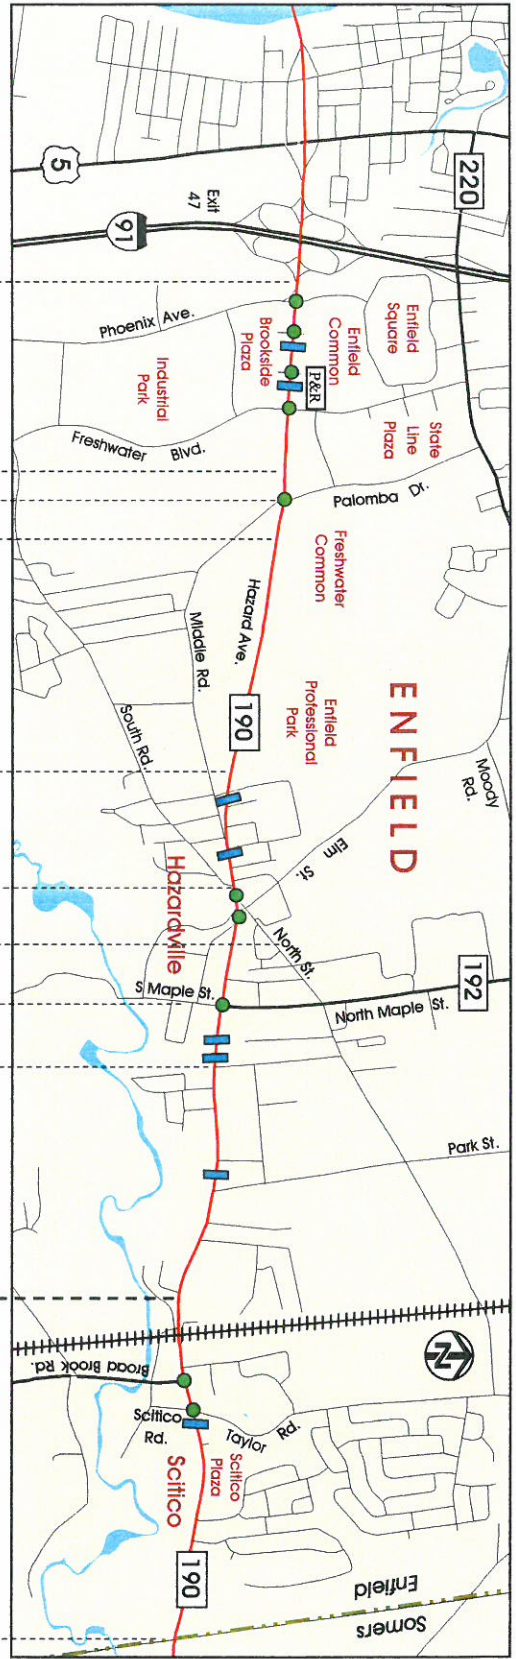 220
5
Exit
47
91
Phoenix Ave.
Enfield
Square
Enfield
Common
Brookside
Plaza
P&R
Industrial
Park
State
Line
Plaza
Freshwater Blvd.
Palomba Dr.
Freshwater
Common
Hazard Ave.
Middle Rd.
ENFIELD
Enfield
Professional
Park
190
South Rd.
Moody
Rd.
Elm St.
Hazardville
North St.
192
S Maple St.
North Maple St.
Park St.
N
Broad Brook Rd.
Scitico
Rd.
Taylor Rd.
Scitico
Plaza
Scitico
190
Enfield
Somers